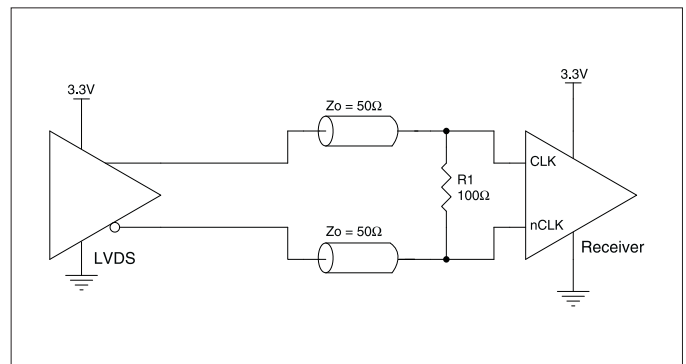 3.3V
3.3V
Zo = 50Ω
CLK
R1
100Ω
Zo = 50Ω
nCLK
LVDS
Receiver